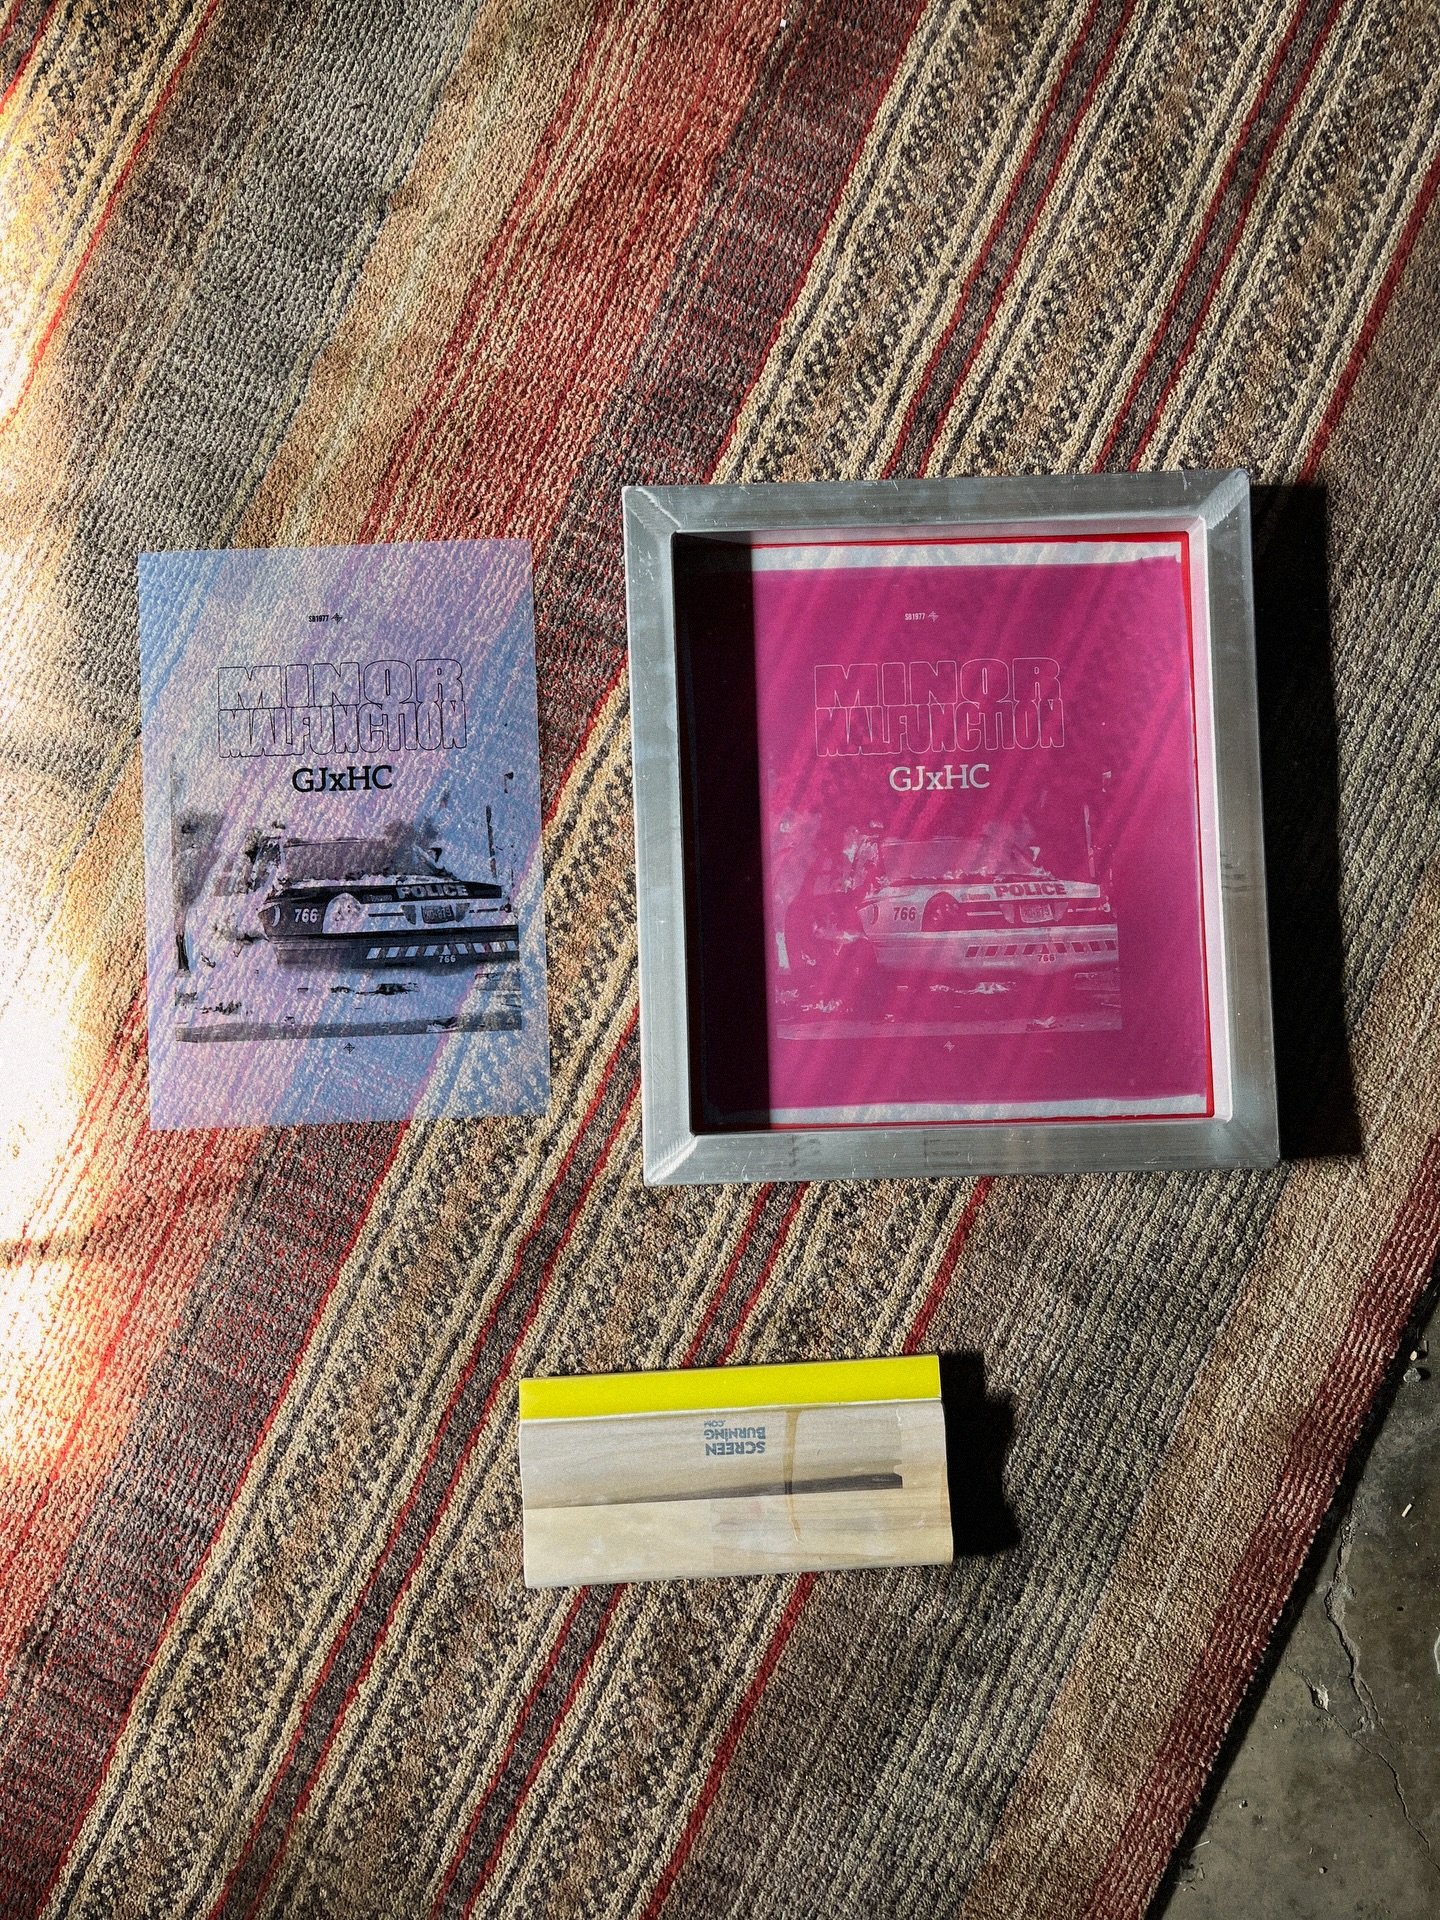 SB1977
MINOR
MALFUNCTION
GJxHC
POLICE
766
766
SB1977
MINOR
MALFUNCTION
GJxHC
POLICE
766
766
SCREEN
BURNING
.COM